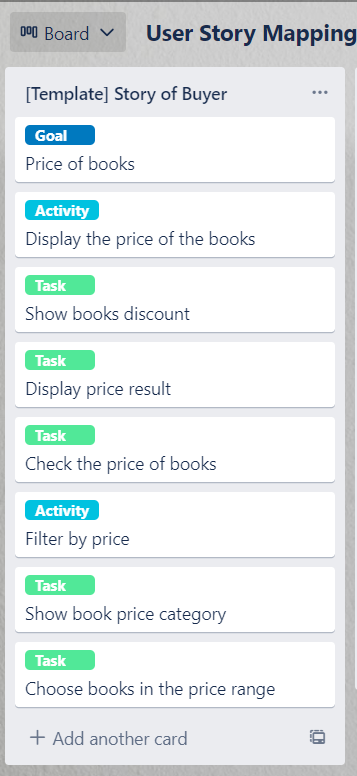 Board
User Story Mapping
[Template] Story of Buyer
Goal
Price of books
Activity
Display the price of the books
Task
Show books discount
Task
Display price result
Task
Check the price of books
Activity
Filter by price
Task
Show book price category
Task
Choose books in the price range
+ Add another card